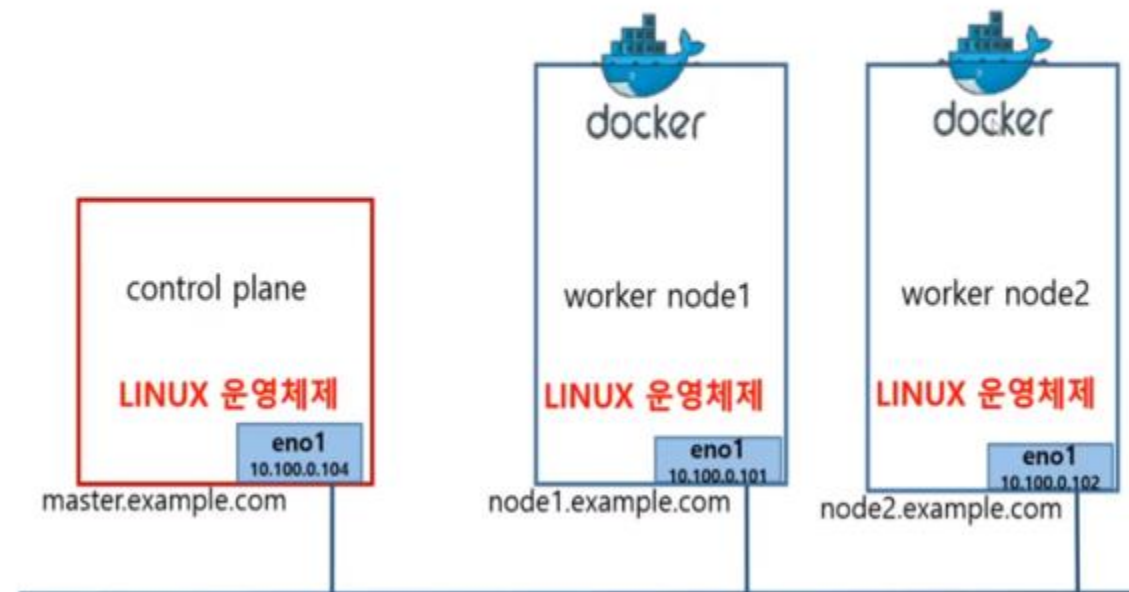 docker
docker
control plane
worker node1
worker node2
LINUX 운영체제
LINUX 운영체제
LINUX 운영체제
eno1
10.100.0.104
eno1
10.100.0.101
eno1
10.100.0.102
master.example.com
node1.example.com
node2.example.com